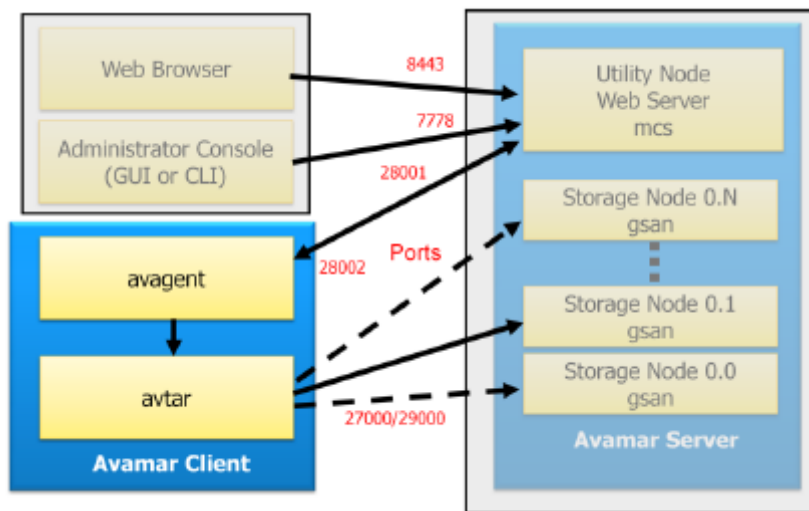 Web Browser
Administrator Console
(GUI or CLI)
8443
7778
28001
28002
Ports
avagent
avtar
27000/29000
Avamar Client
Utility Node
Web Server
mcs
Storage Node 0.N
gsan
Storage Node 0.1
gsan
Storage Node 0.0
gsan
Avamar Server